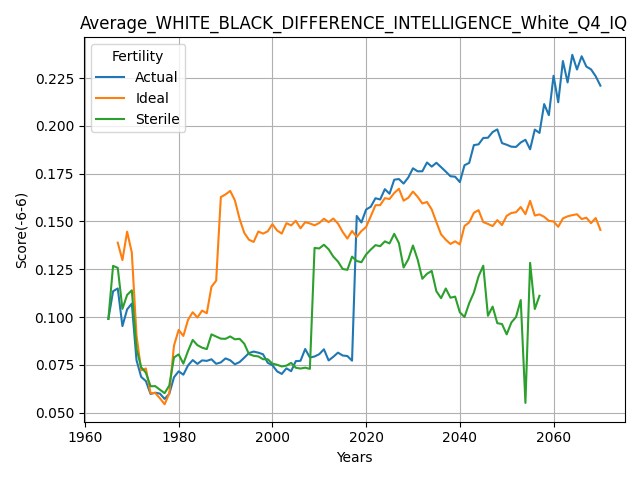 Average_WHITE_BLACK_DIFFERENCE_INTELLIGENCE_White_Q4_IQ
Fertility
Actual
Ideal
Sterile
Score(-6-6)
0.225
0.200
0.175
0.150
0.125
0.100
0.075
0.050
1960
1980
2000
2020
2040
2060
Years